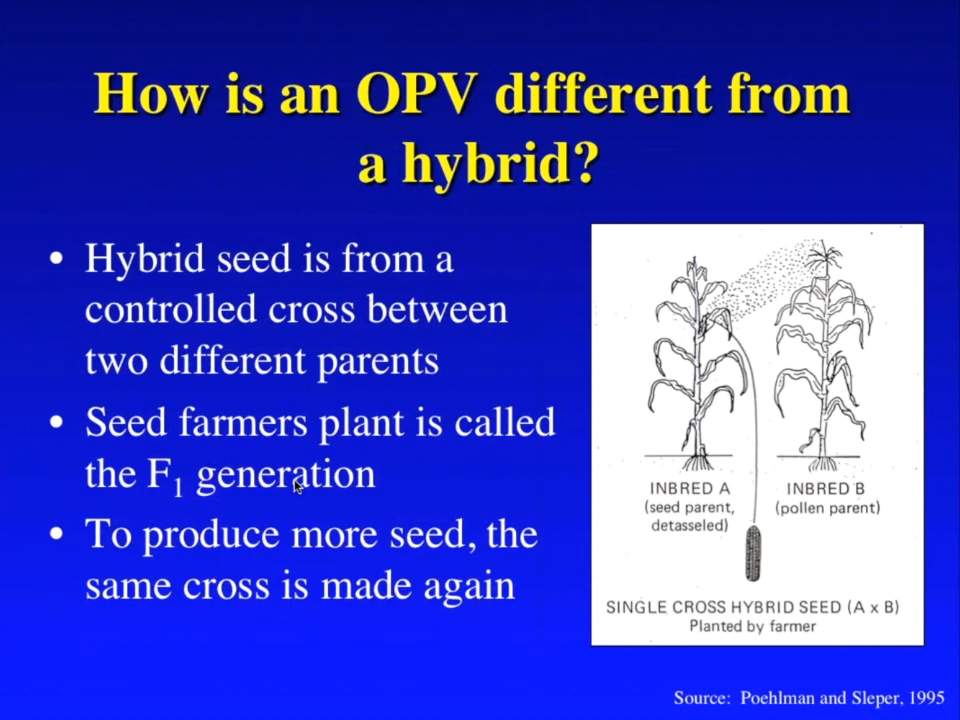 How is an OPV different from
a hybrid?
• Hybrid seed is from a
controlled cross between
two different parents
• Seed farmers plant is called
the F₁ generation
• To produce more seed, the
same cross is made again
INBRED A
(seed parent,
detasseled)
INBRED B
(pollen parent)
SINGLE CROSS HYBRID SEED (A x B)
Planted by farmer
Source: Poehlman and Sleper, 1995